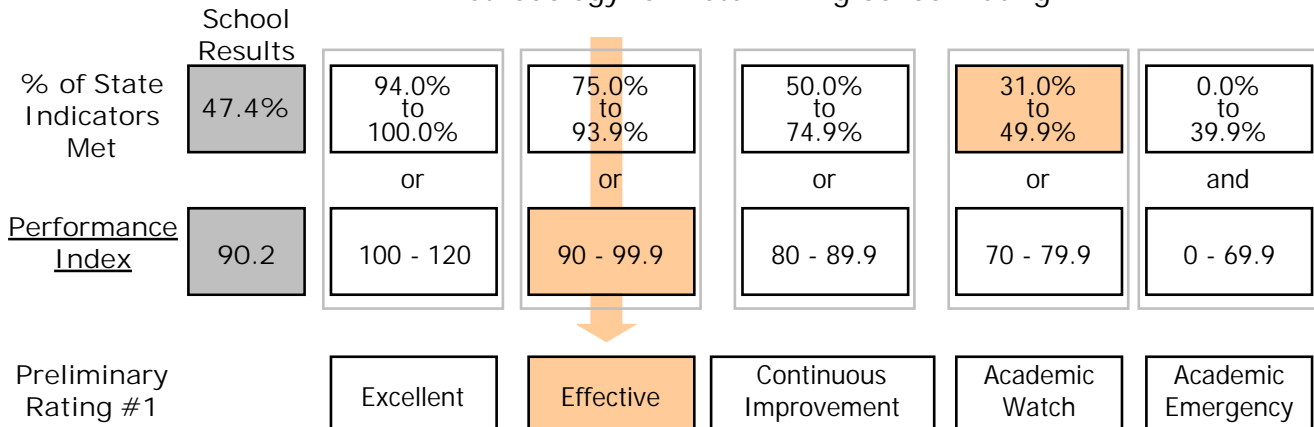 School
Results
% of State
Indicators
Met
47.4%
94.0%
to
100.0%
75.0%
to
93.9%
50.0%
to
74.9%
31.0%
to
49.9%
0.0%
to
39.9%
or
or
or
or
and
Performance
Index
90.2
100 - 120
90 - 99.9
80 - 89.9
70 - 79.9
0 - 69.9
Preliminary
Rating #1
Excellent
Effective
Continuous
Improvement
Academic
Watch
Academic
Emergency